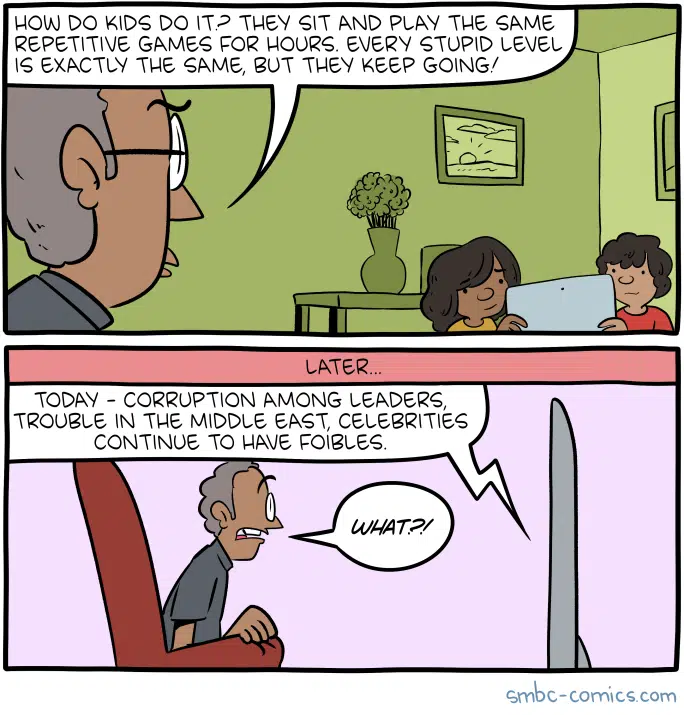 HOW DO KIDS DO IT? THEY SIT AND PLAY THE SAME
REPETITIVE GAMES FOR HOURS. EVERY STUPID LEVEL
IS EXACTLY THE SAME, BUT THEY KEEP GOING!
LATER...
TODAY - CORRUPTION AMONG LEADERS,
TROUBLE IN THE MIDDLE EAST, CELEBRITIES
CONTINUE TO HAVE FOIBLES.
WHAT?!
smbc-comics.com